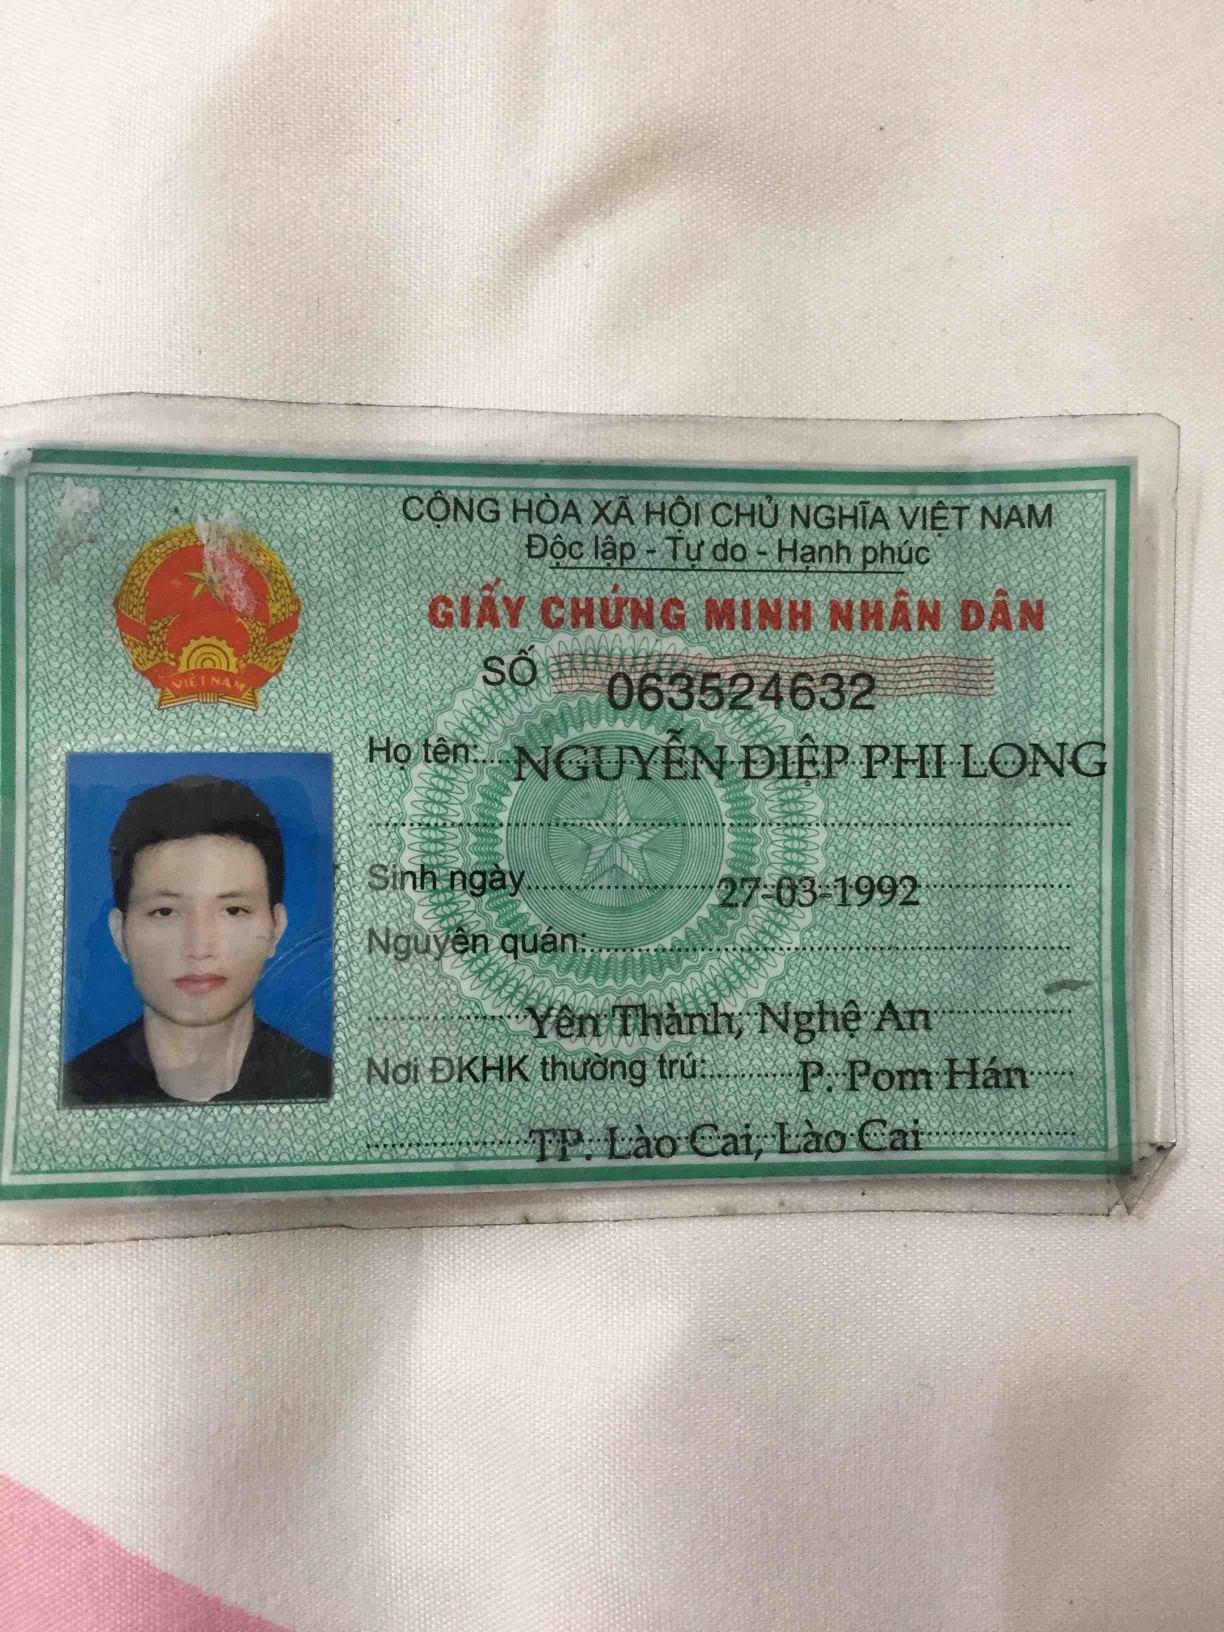 CỘNG HÒA XÃ HỘI CHỦ NGHĨA VIỆT NAM
Độc lập - Tự do - Hạnh phúc
GIẤY CHỨNG MINH NHÂN DÂN
SỐ 063524632
VIỆT NAM
Họ tên: NGUYỄN ĐIỆP PHI LONG
Sinh ngày 27-03-1992
Nguyên quán:
Yên Thành, Nghệ An
Nơi ĐKHK thường trú: P. Pom Hán
TP. Lào Cai, Lào Cai